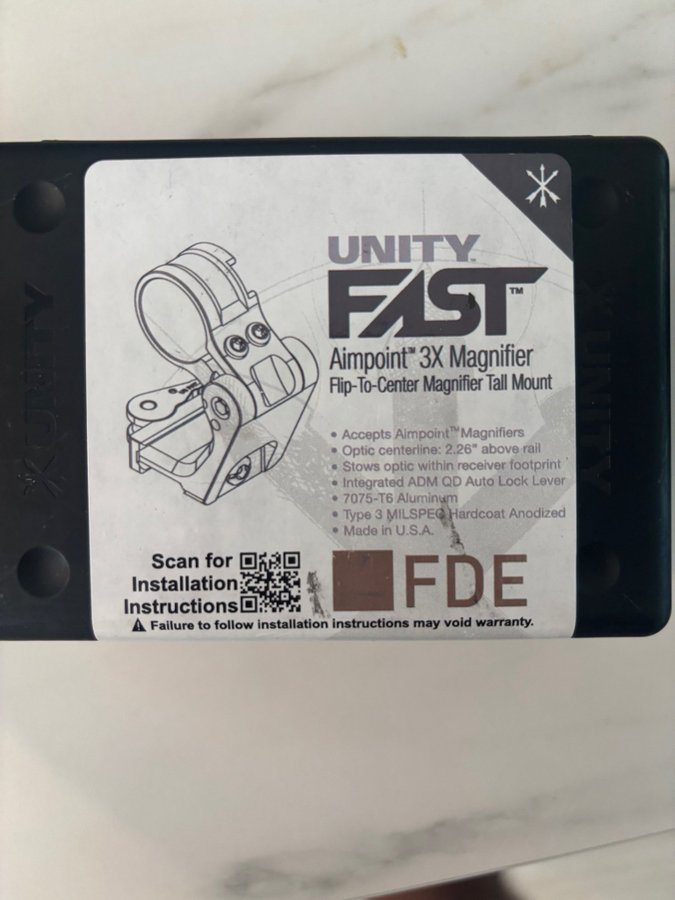 UNITY
FAST™
Aimpoint™ 3X Magnifier
Flip-To-Center Magnifier Tall Mount
• Accepts Aimpoint™ Magnifiers
• Optic centerline: 2.26" above rail
• Stows optic within receiver footprint
• Integrated ADM QD Auto Lock Lever
• 7075-T6 Aluminum
• Type 3 MILSPEC Hardcoat Anodized
• Made in U.S.A.
Scan for
Installation
Instructions
FDE
⚠ Failure to follow installation instructions may void warranty.
UNITY
UNITY